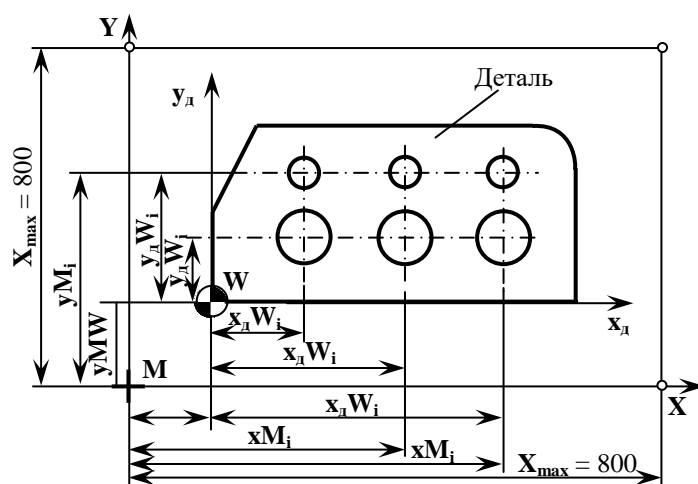 Y
Деталь
yд
Xmax = 800
yMi
yдWi
yдWi
W
yMW
xдWi
xд
xдWi
M
X
xдWi
xMi
xMi
Xmax = 800